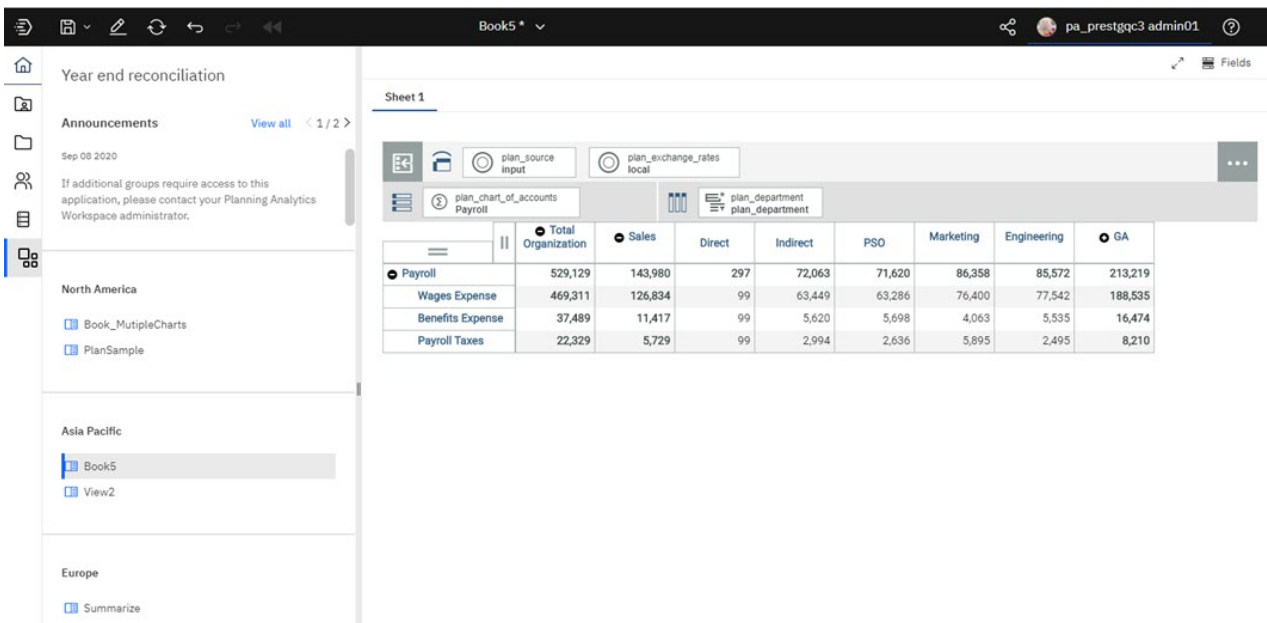 Book5 *
pa_prestgqc3 admin01
Year end reconciliation
Announcements View all 1 / 2
Sep 08 2020
If additional groups require access to this
application, please contact your Planning Analytics
Workspace administrator.
North America
Book_MutipleCharts
PlanSample
Asia Pacific
Book5
View2
Europe
Summarize
Fields
Sheet 1
plan_source
input
plan_exchange_rates
local
plan_chart_of_accounts
Payroll
plan_department
plan_department
Total
Organization Sales Direct Indirect PSO Marketing Engineering GA
Payroll 529,129 143,980 297 72,063 71,620 86,358 85,572 213,219
Wages Expense 469,311 126,834 99 63,449 63,286 76,400 77,542 188,535
Benefits Expense 37,489 11,417 99 5,620 5,698 4,063 5,535 16,474
Payroll Taxes 22,329 5,729 99 2,994 2,636 5,895 2,495 8,210